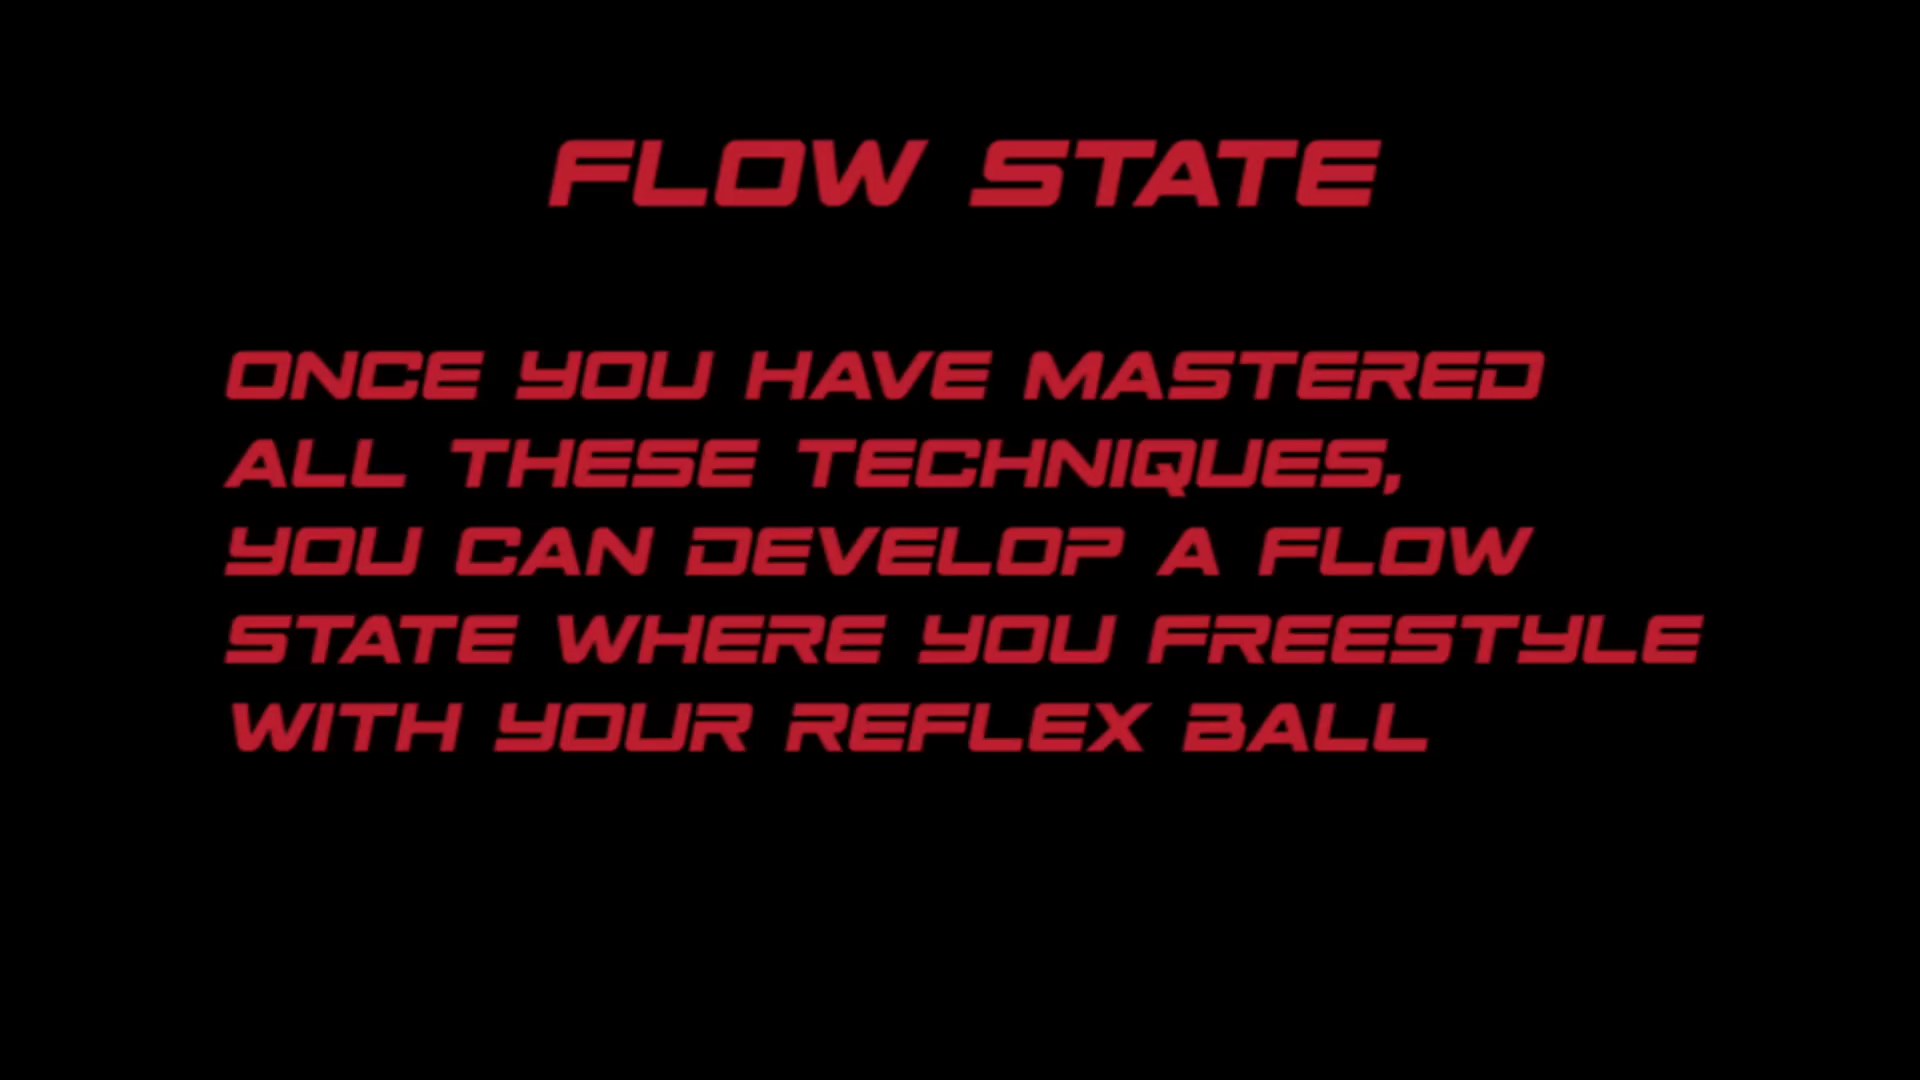 FLOW STATE
ONCE YOU HAVE MASTERED
ALL THESE TECHNIQUES,
YOU CAN DEVELOP A FLOW
STATE WHERE YOU FREESTYLE
WITH YOUR REFLEX BALL